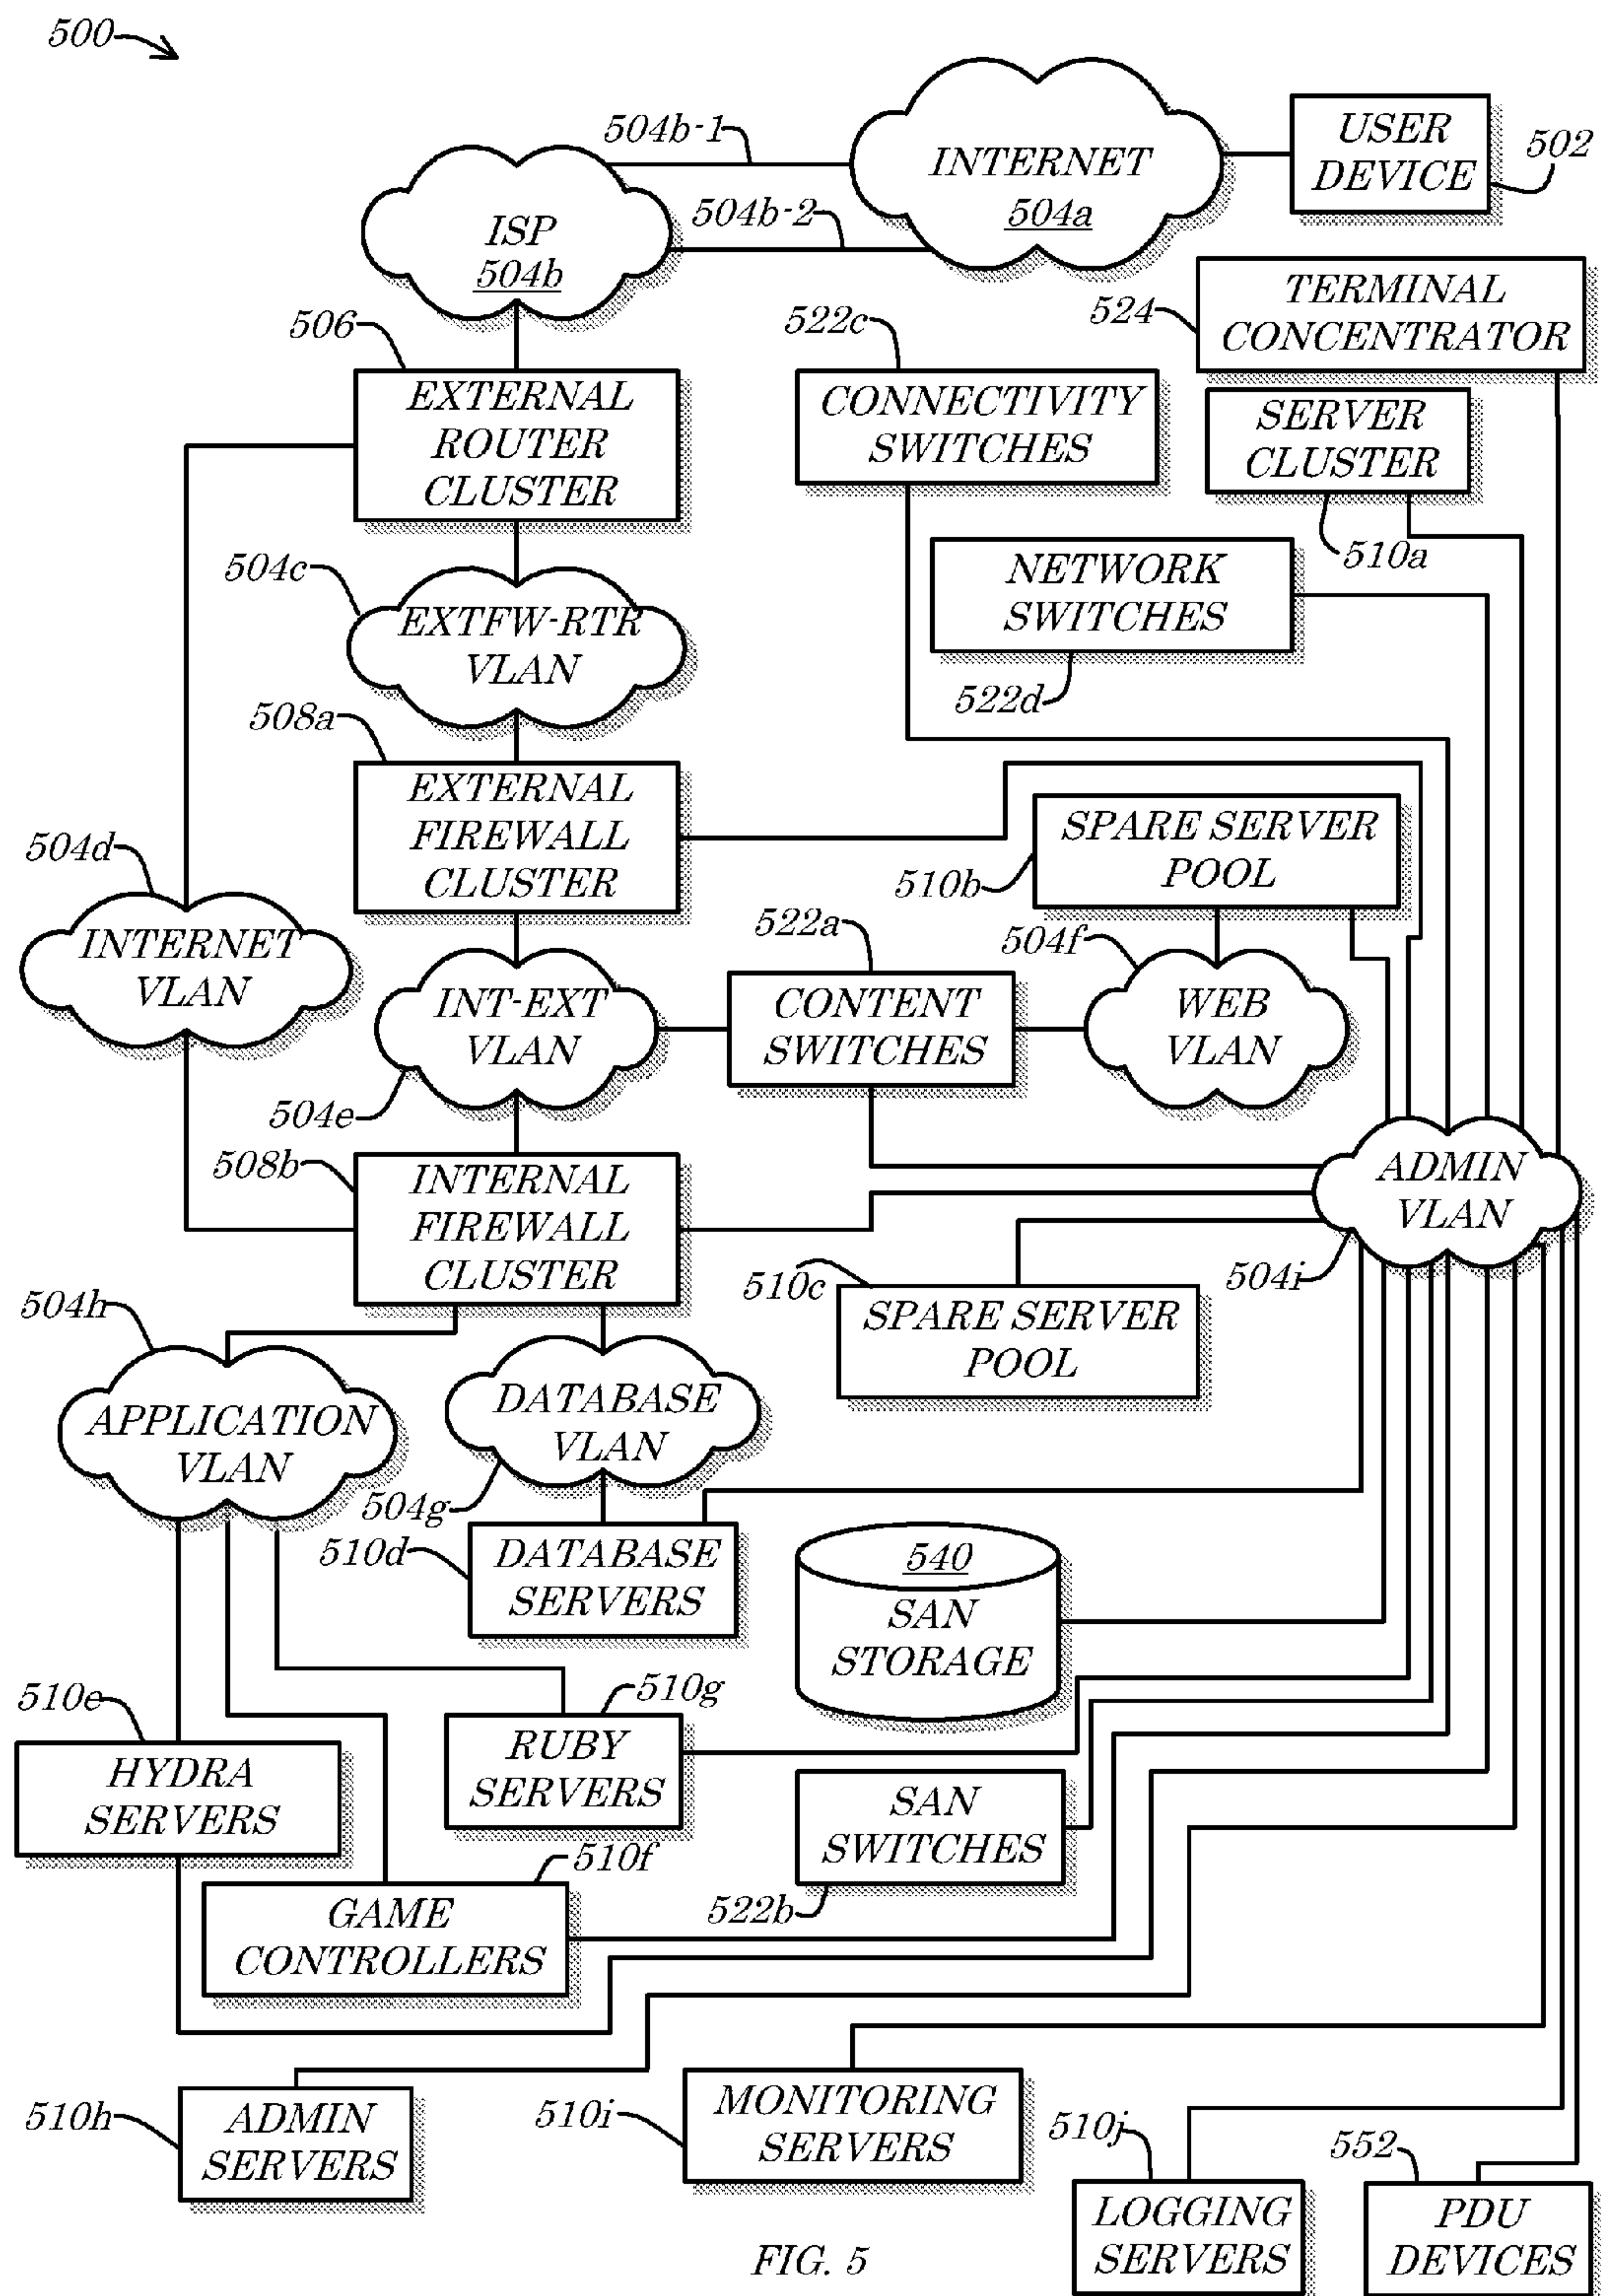 500
504b-1
INTERNET
504a
USER
DEVICE
502
ISP
504b
504b-2
506
522c
524
TERMINAL
CONCENTRATOR
EXTERNAL
ROUTER
CLUSTER
CONNECTIVITY
SWITCHES
SERVER
CLUSTER
510a
504c
EXTFW-RTR
VLAN
NETWORK
SWITCHES
522d
508a
EXTERNAL
FIREWALL
CLUSTER
SPARE SERVER
POOL
510b
504d
INTERNET
VLAN
522a
504f
INT-EXT
VLAN
504e
CONTENT
SWITCHES
WEB
VLAN
508b
INTERNAL
FIREWALL
CLUSTER
ADMIN
VLAN
504i
510c
SPARE SERVER
POOL
504h
APPLICATION
VLAN
DATABASE
VLAN
504g
510d
DATABASE
SERVERS
540
SAN
STORAGE
510e
HYDRA
SERVERS
510g
RUBY
SERVERS
SAN
SWITCHES
522b
510f
GAME
CONTROLLERS
510h
ADMIN
SERVERS
510i
MONITORING
SERVERS
510j
LOGGING
SERVERS
552
PDU
DEVICES
FIG. 5